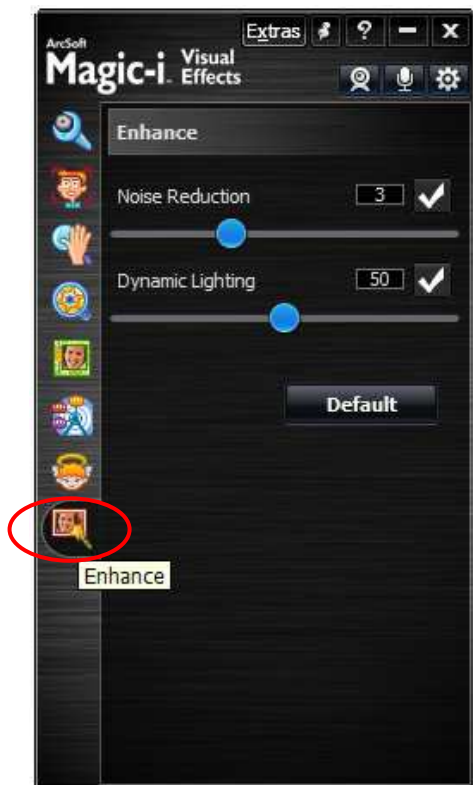 Extras ?
ArcSoft
Magic-i Visual Effects
Enhance
Noise Reduction 3
Dynamic Lighting 50
Default
Enhance